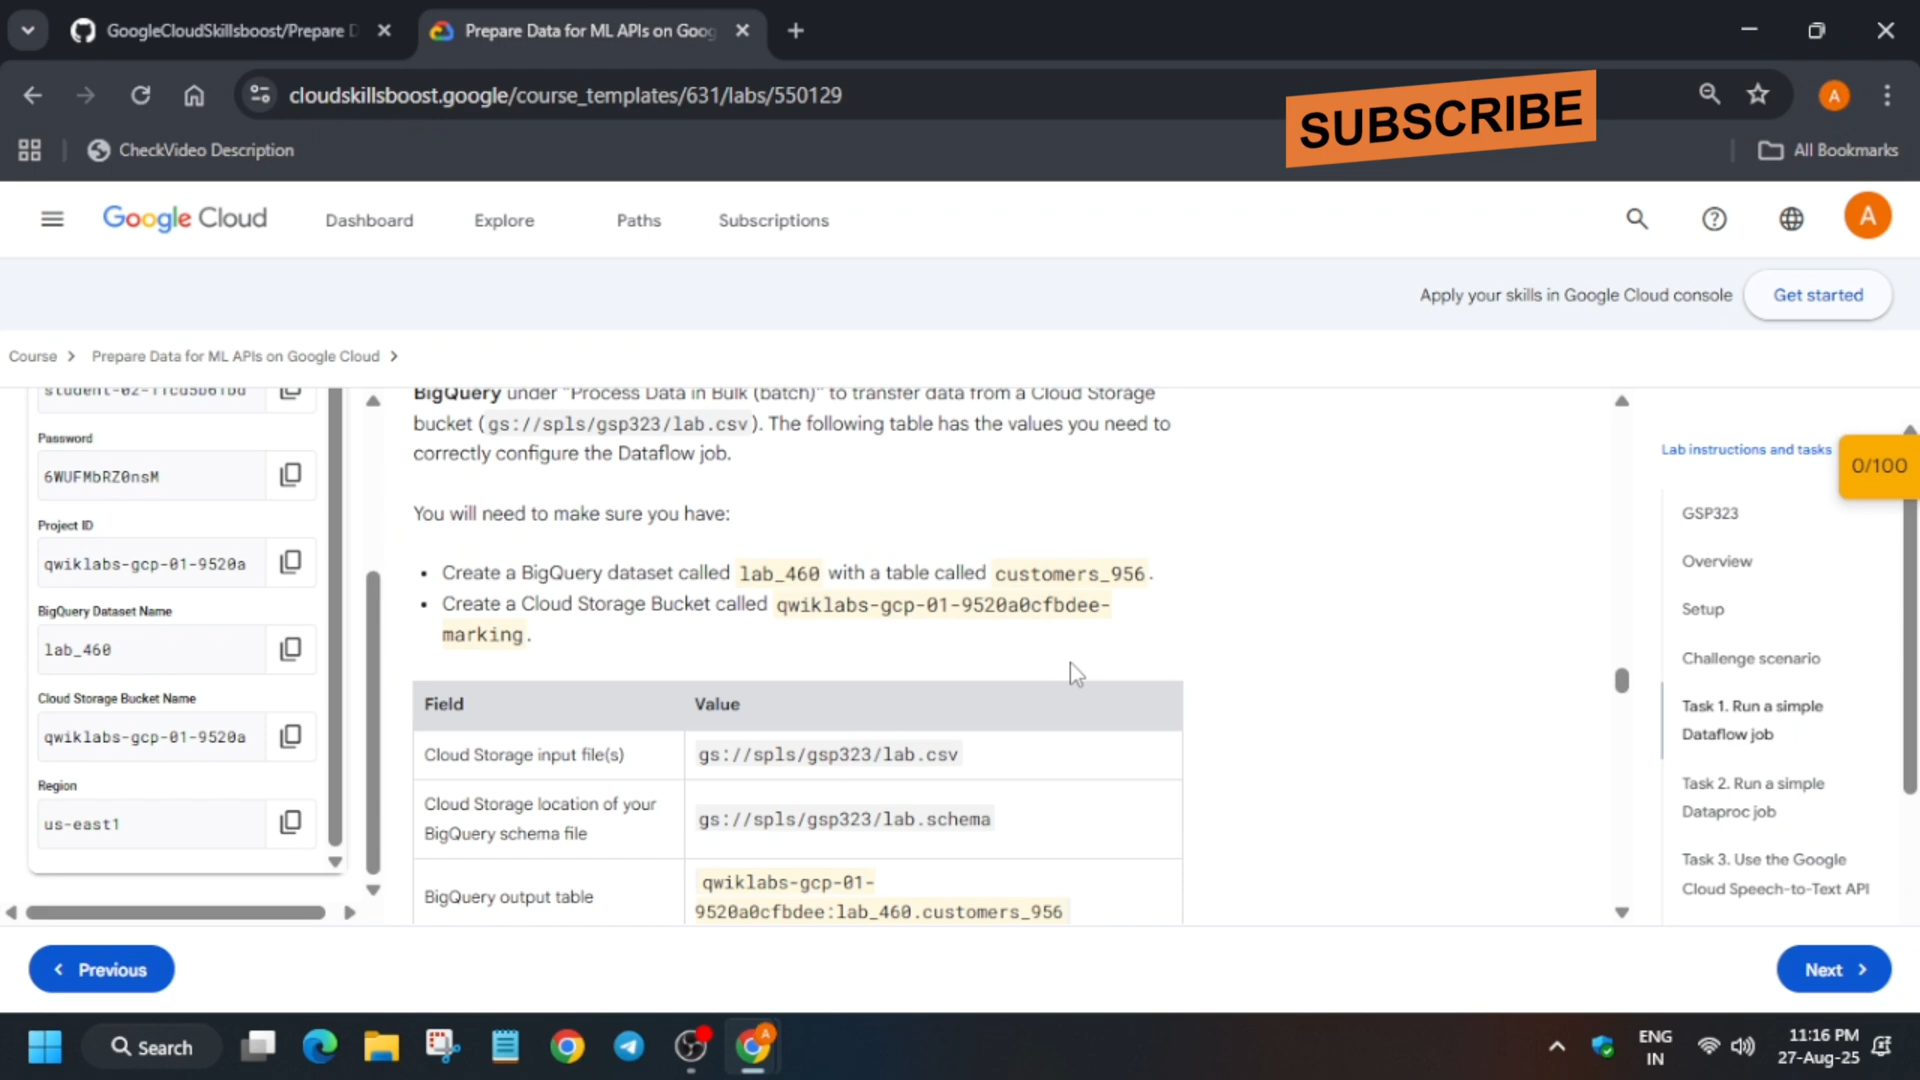 GoogleCloudSkillsboost/Prepare D
Prepare Data for ML APIs on Goog
cloudskillsboost.google/course_templates/631/labs/550129
SUBSCRIBE
A
CheckVideo Description
All Bookmarks
Google Cloud
Dashboard
Explore
Paths
Subscriptions
A
Apply your skills in Google Cloud console
Get started
Course
Prepare Data for ML APIs on Google Cloud
Password
6WUFMbRZ0nsM
Project ID
qwiklabs-gcp-01-9520a
BigQuery Dataset Name
lab_460
Cloud Storage Bucket Name
qwiklabs-gcp-01-9520a
Region
us-east1
BigQuery under "Process Data in Bulk (batch)" to transfer data from a Cloud Storage
bucket (gs://spls/gsp323/lab.csv). The following table has the values you need to
correctly configure the Dataflow job.
You will need to make sure you have:
• Create a BigQuery dataset called lab_460 with a table called customers_956.
• Create a Cloud Storage Bucket called qwiklabs-gcp-01-9520a0cfbdee-
marking.
Field Value
Cloud Storage input file(s) gs://spls/gsp323/lab.csv
Cloud Storage location of your
BigQuery schema file
gs://spls/gsp323/lab.schema
BigQuery output table
qwiklabs-gcp-01-
9520a0cfbdee:lab_460.customers_956
Lab instructions and tasks
0/100
GSP323
Overview
Setup
Challenge scenario
Task 1. Run a simple
Dataflow job
Task 2. Run a simple
Dataproc job
Task 3. Use the Google
Cloud Speech-to-Text API
Previous
Next
Search
A
ENG
IN
11:16 PM
27-Aug-25